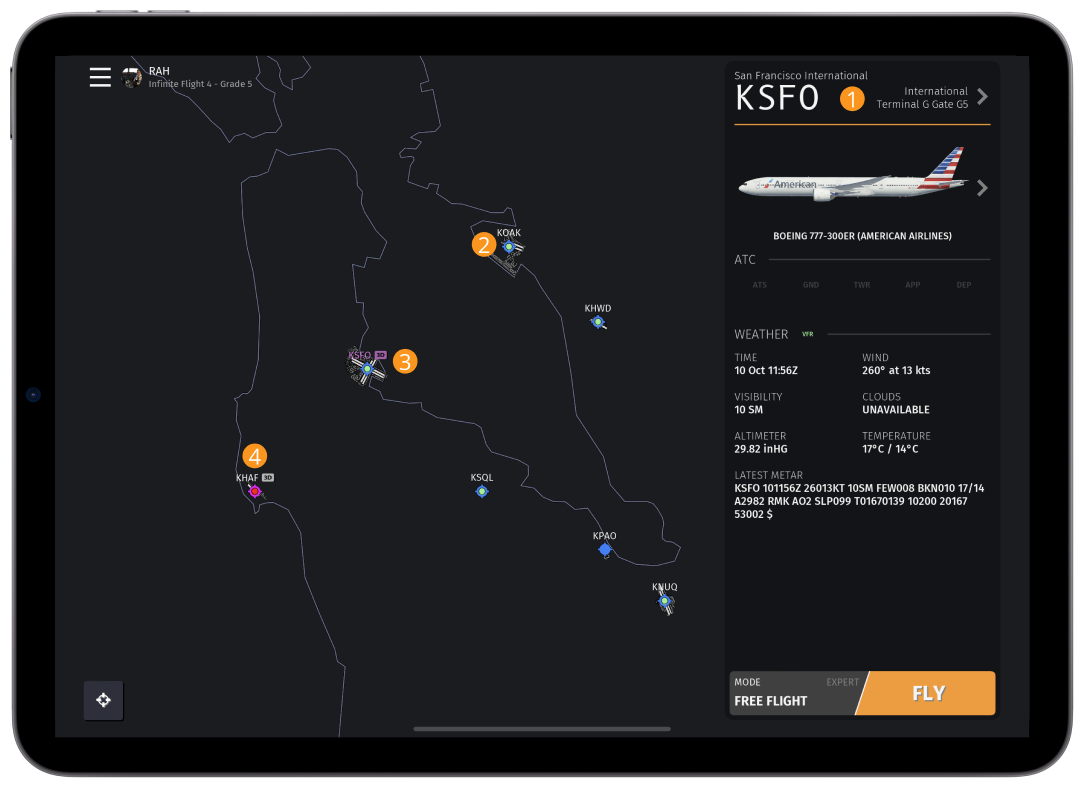 RAH
Infinite Flight 4 - Grade 5
San Francisco International
KSFO
1
International
Terminal G Gate G5
American
BOEING 777-300ER (AMERICAN AIRLINES)
ATC
ATS GND TWR APP DEP
WEATHER VFR
TIME WIND
10 Oct 11:56Z 260° at 13 kts
VISIBILITY CLOUDS
10 SM UNAVAILABLE
ALTIMETER TEMPERATURE
29.82 inHG 17°C / 14°C
LATEST METAR
KSFO 101156Z 26013KT 10SM FEW008 BKN010 17/14
A2982 RMK AO2 SLP099 T01670139 10200 20167
53002 $
MODE EXPERT
FREE FLIGHT
FLY
KOAK
2
KHWD
KSFO 3D
3
4
KHAF 3D
KSQL
KPAO
KNUQ